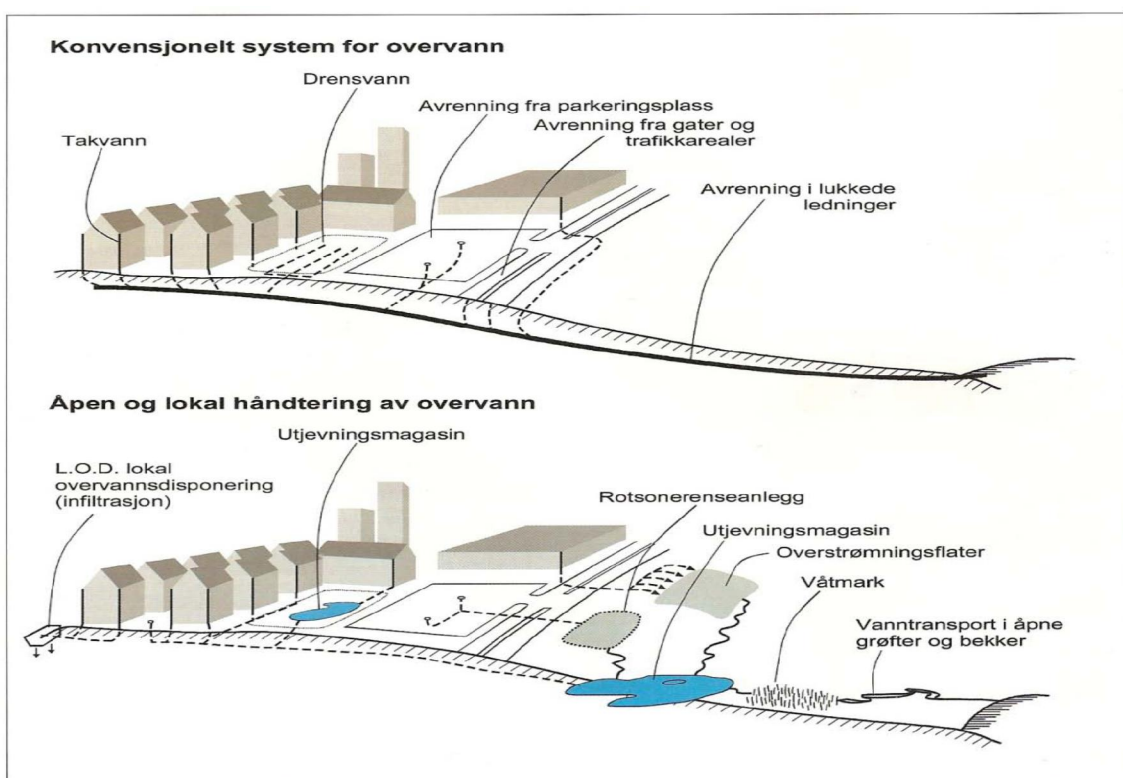 Konvensjonelt system for overvann
Drensvann
Avrenning fra parkeringsplass
Avrenning fra gater og
trafikkarealer
Takvann
Avrenning i lukkede
ledninger
Åpen og lokal håndtering av overvann
Utjevningsmagasin
L.O.D. lokal
overvannsdisponering
(infiltrasjon)
Rotsonerenseanlegg
Utjevningsmagasin
Overstrømningsflater
Våtmark
Vanntransport i åpne
grøfter og bekker